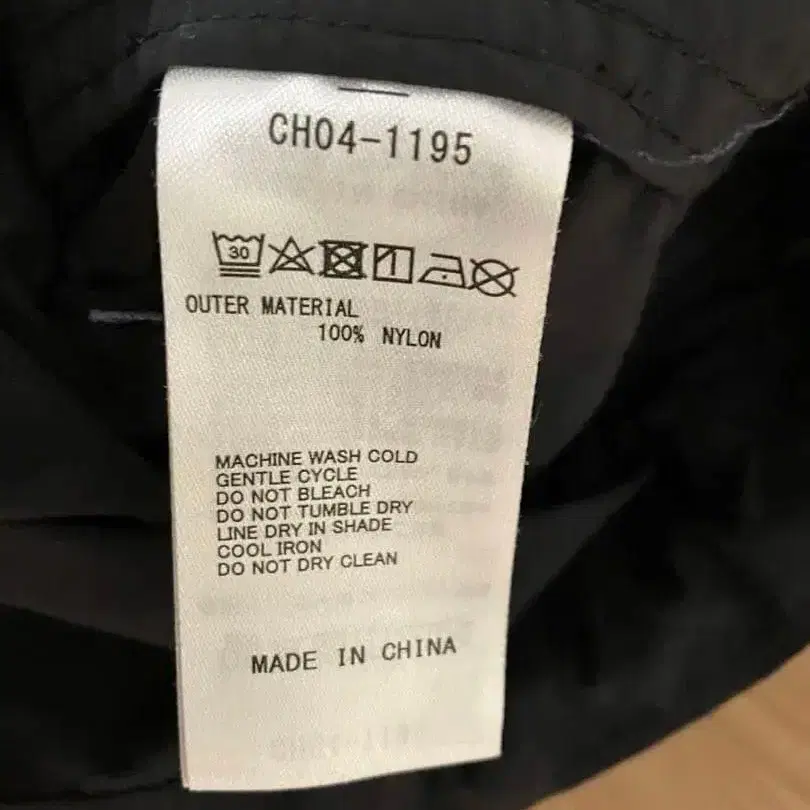 CH04-1195
30
OUTER MATERIAL
100% NYLON
MACHINE WASH COLD
GENTLE CYCLE
DO NOT BLEACH
DO NOT TUMBLE DRY
LINE DRY IN SHADE
COOL IRON
DO NOT DRY CLEAN
MADE IN CHINA